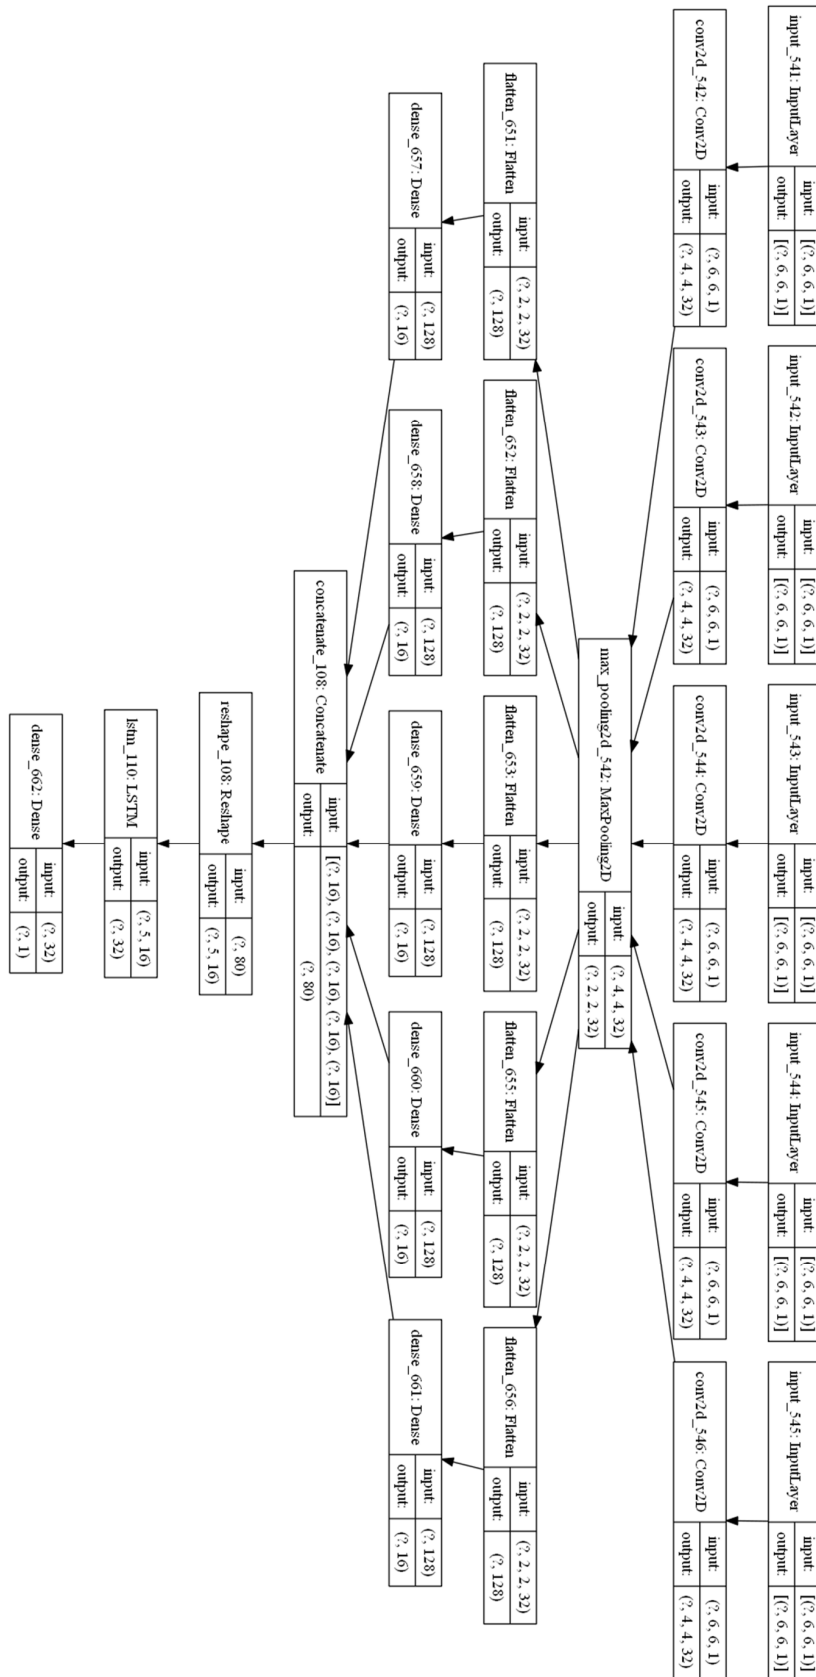 input_541: InputLayer
input: [(?, 6, 6, 1)]
output: [(?, 6, 6, 1)]
input_542: InputLayer
input: [(?, 6, 6, 1)]
output: [(?, 6, 6, 1)]
input_543: InputLayer
input: [(?, 6, 6, 1)]
output: [(?, 6, 6, 1)]
input_544: InputLayer
input: [(?, 6, 6, 1)]
output: [(?, 6, 6, 1)]
input_545: InputLayer
input: [(?, 6, 6, 1)]
output: [(?, 6, 6, 1)]
conv2d_542: Conv2D
input: (?, 6, 6, 1)
output: (?, 4, 4, 32)
conv2d_543: Conv2D
input: (?, 6, 6, 1)
output: (?, 4, 4, 32)
conv2d_544: Conv2D
input: (?, 6, 6, 1)
output: (?, 4, 4, 32)
conv2d_545: Conv2D
input: (?, 6, 6, 1)
output: (?, 4, 4, 32)
conv2d_546: Conv2D
input: (?, 6, 6, 1)
output: (?, 4, 4, 32)
max_pooling2d_542: MaxPooling2D
input: (?, 4, 4, 32)
output: (?, 2, 2, 32)
flatten_651: Flatten
input: (?, 2, 2, 32)
output: (?, 128)
flatten_652: Flatten
input: (?, 2, 2, 32)
output: (?, 128)
flatten_653: Flatten
input: (?, 2, 2, 32)
output: (?, 128)
flatten_655: Flatten
input: (?, 2, 2, 32)
output: (?, 128)
flatten_656: Flatten
input: (?, 2, 2, 32)
output: (?, 128)
dense_657: Dense
input: (?, 128)
output: (?, 16)
dense_658: Dense
input: (?, 128)
output: (?, 16)
dense_659: Dense
input: (?, 128)
output: (?, 16)
dense_660: Dense
input: (?, 128)
output: (?, 16)
dense_661: Dense
input: (?, 128)
output: (?, 16)
concatenate_108: Concatenate
input: [(?, 16), (?, 16), (?, 16), (?, 16), (?, 16)]
output: (?, 80)
reshape_108: Reshape
input: (?, 80)
output: (?, 5, 16)
lstm_110: LSTM
input: (?, 5, 16)
output: (?, 32)
dense_662: Dense
input: (?, 32)
output: (?, 1)